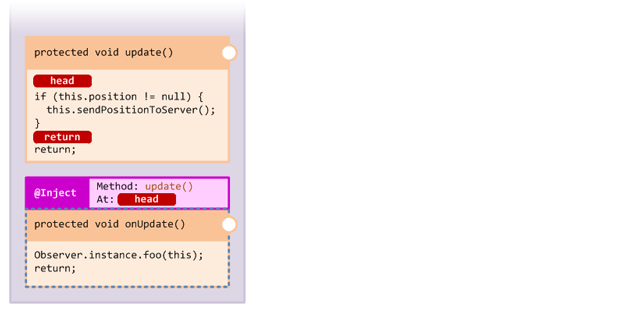 protected void update()
head
if (this.position != null) {
this.sendPositionToServer();
}
return
return;
@Inject
Method: update()
At: head
protected void onUpdate()
Observer.instance.foo(this);
return;